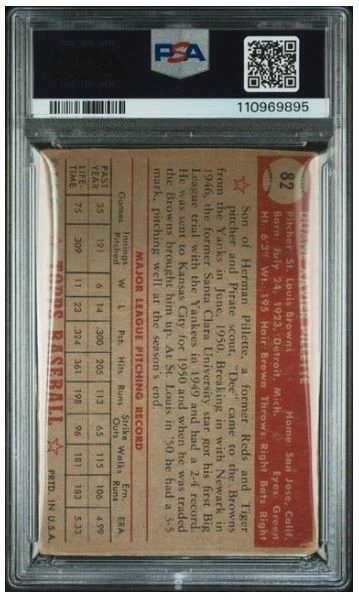 PSA
110969895
82
Pitcher: St. Louis Browns Home: San Jose, Calif.
Born: July 24, 1923, Detroit, Mich. Eyes: Green
Ht.: 6'3" Wt.: 195 Hair: Brown Throws: Right Bats: Right
Son of Herman Pillette, a former Reds and Tiger
pitcher and Pirate scout, "Dee" came to the Browns
from the Yanks in June, 1950. Breaking in with Newark in
1946, the former Santa Clara University star got his first Big
League trial with the Yankees in 1949 and had a 2-4 record.
He was sent to Kansas City for 1950 and when he was traded
the Browns brought him up. At St. Louis in '50 he had a 3-5
mark, pitching well at the season's end.
MAJOR LEAGUE PITCHING RECORD
Games Innings Pitched W L Pct. Hits Runs Strike Outs Walks Ern. Runs ERA
PAST YEAR 35 191 6 14 .300 205 113 65 115 106 4.99
LIFE-TIME 75 309 11 23 .324 361 198 96 181 183 5.33
TOPPS BASEBALL PRTD. IN U.S.A.